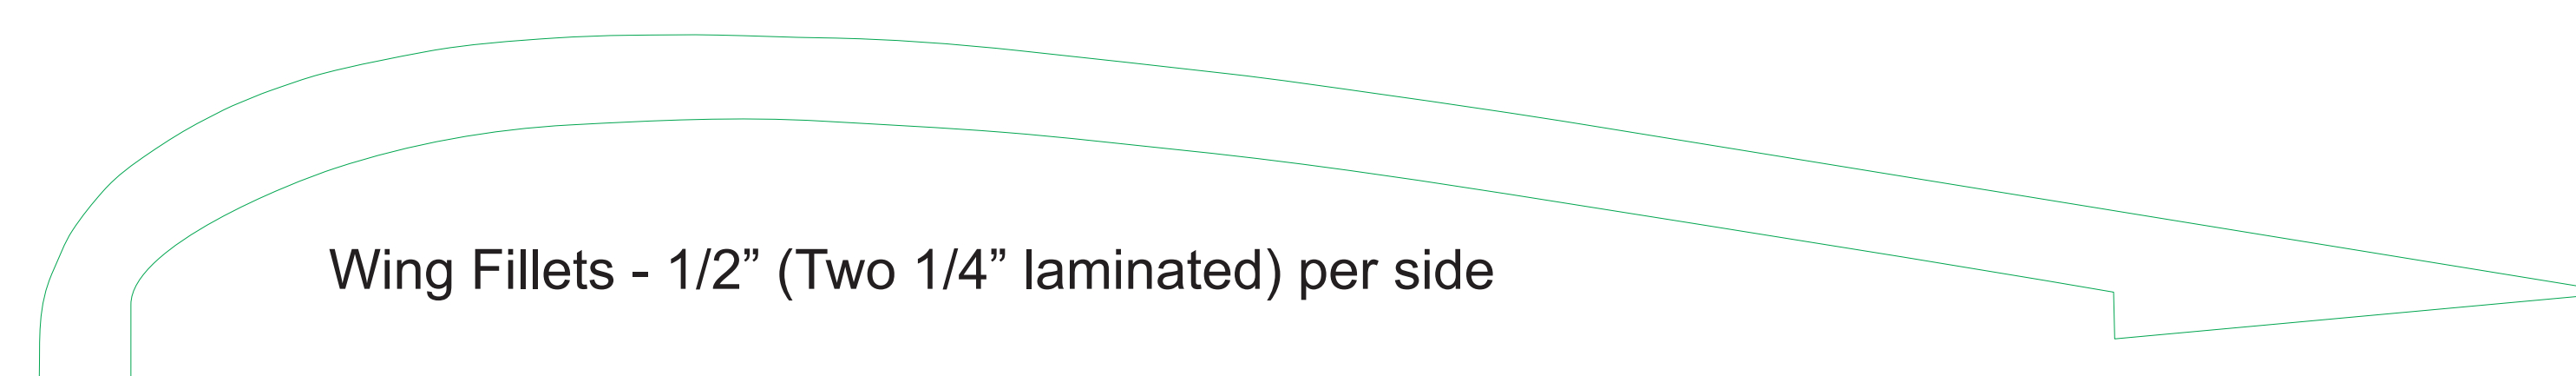 Wing Fillets - 1/2” (Two 1/4” laminated) per side